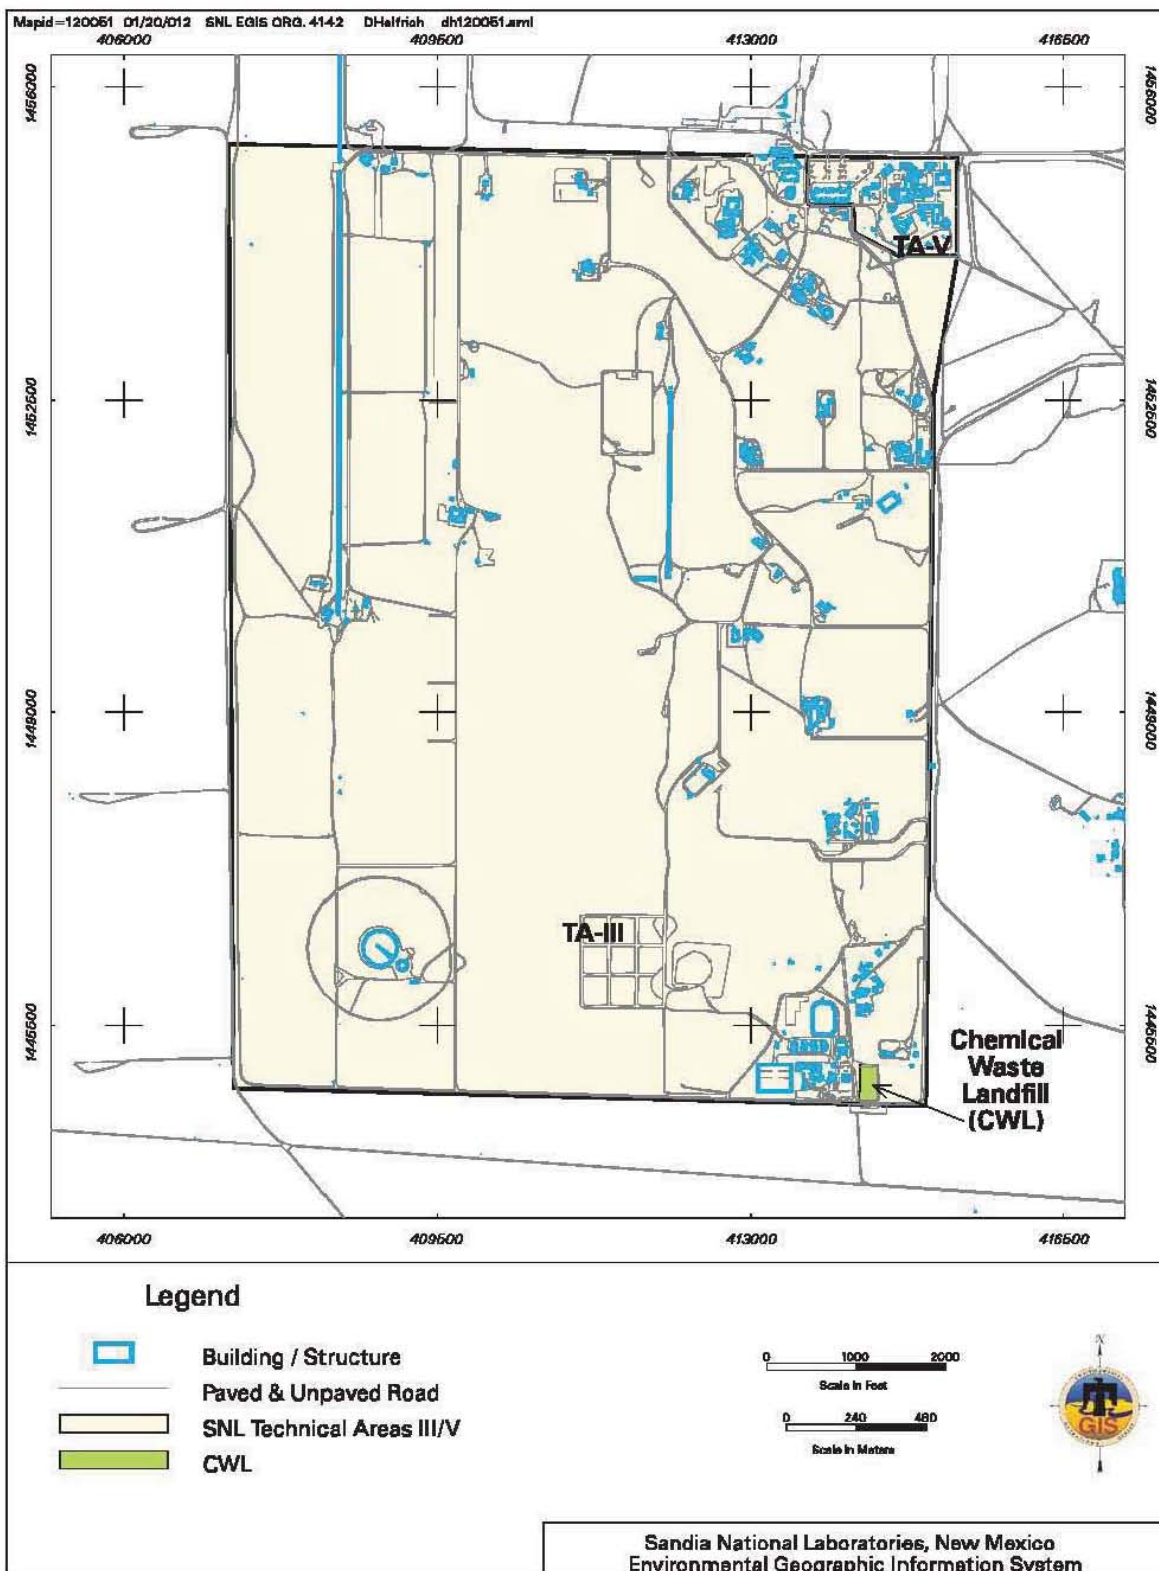 Mapid=120051 01/20/012 SNL EGIS ORG. 4142 DHelfrich dh120051.aml
406000 409500 413000 416500
1456000 1456000
TA-V
1452500 1452500
1449000 1449000
TA-III
1445500 1445500
Chemical
Waste
Landfill
(CWL)
406000 409500 413000 416500
Legend
Building / Structure
Paved & Unpaved Road
SNL Technical Areas III/V
CWL
0 1000 2000
Scale in Feet
0 240 480
Scale in Meters
N
GIS
Sandia National Laboratories, New Mexico
Environmental Geographic Information System